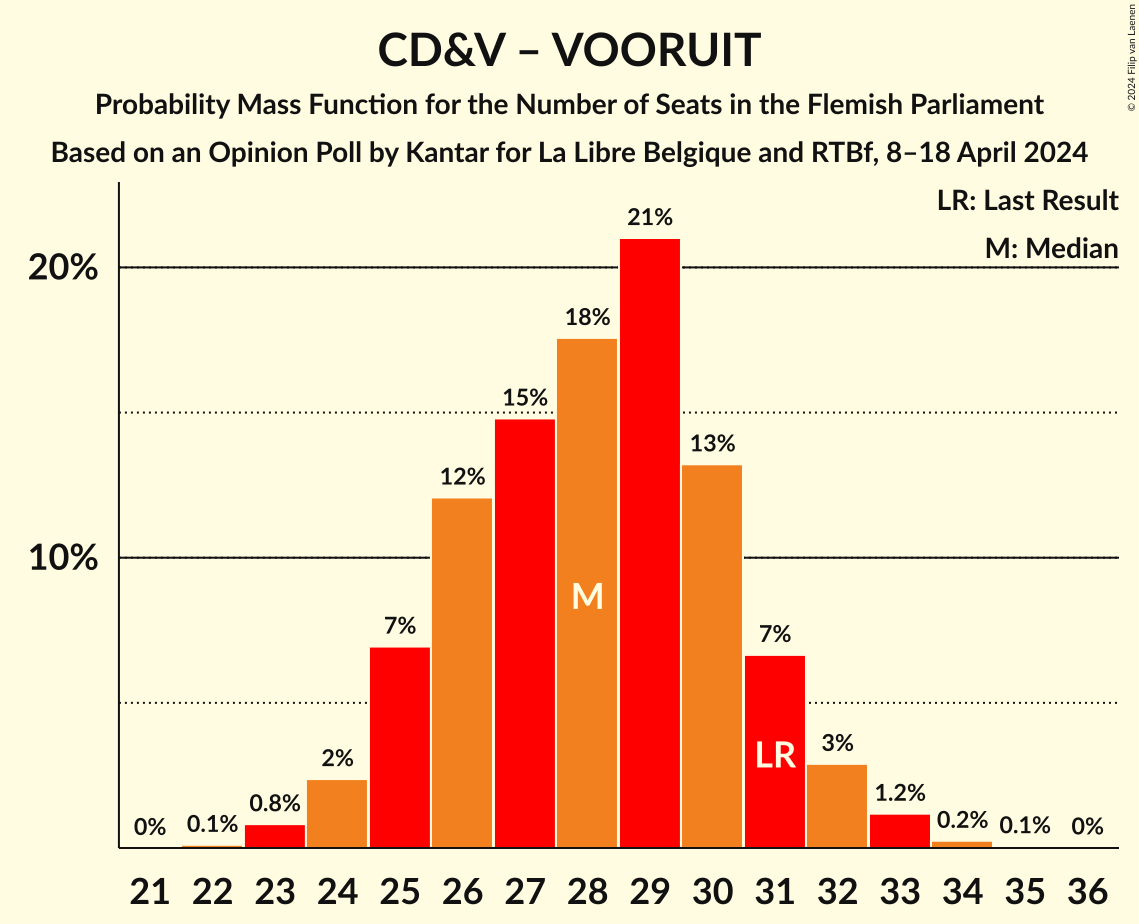 CD&V – VOORUIT
Probability Mass Function for the Number of Seats in the Flemish Parliament
Based on an Opinion Poll by Kantar for La Libre Belgique and RTBf, 8–18 April 2024
© 2024 Filip van Laenen
LR: Last Result
M: Median
20%
10%
0%
0.1%
0.8%
2%
7%
12%
15%
18%
21%
13%
7%
3%
1.2%
0.2%
0.1%
0%
M
LR
21 22 23 24 25 26 27 28 29 30 31 32 33 34 35 36